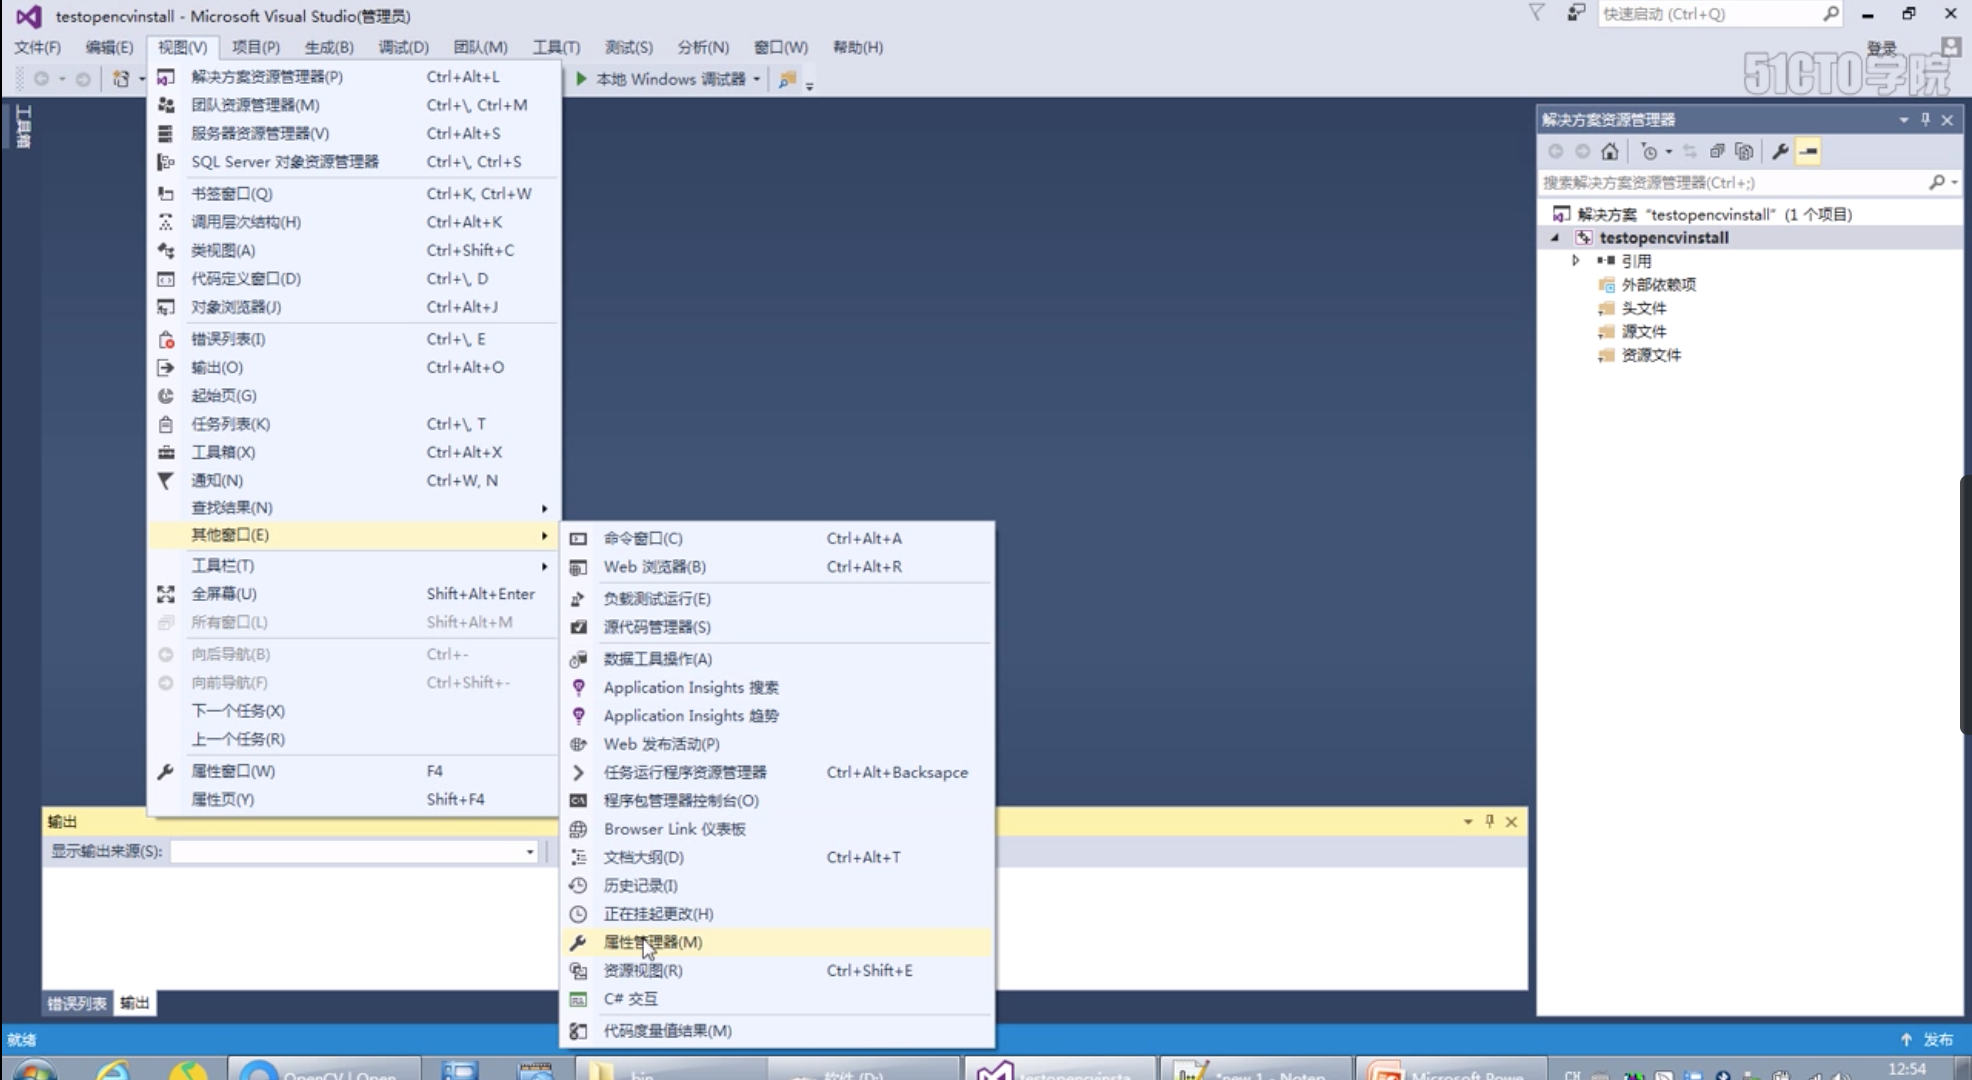 testopencvinstall - Microsoft Visual Studio(管理员)
快速启动 (Ctrl+Q)
文件(F) 编辑(E) 视图(V) 项目(P) 生成(B) 调试(D) 团队(M) 工具(T) 测试(S) 分析(N) 窗口(W) 帮助(H)
登录
51CTO学院
本地 Windows 调试器
工具箱
解决方案资源管理器(P) Ctrl+Alt+L
团队资源管理器(M) Ctrl+\, Ctrl+M
服务器资源管理器(V) Ctrl+Alt+S
SQL Server 对象资源管理器 Ctrl+\, Ctrl+S
书签窗口(Q) Ctrl+K, Ctrl+W
调用层次结构(H) Ctrl+Alt+K
类视图(A) Ctrl+Shift+C
代码定义窗口(D) Ctrl+\, D
对象浏览器(J) Ctrl+Alt+J
错误列表(I) Ctrl+\, E
输出(O) Ctrl+Alt+O
起始页(G)
任务列表(K) Ctrl+\, T
工具箱(X) Ctrl+Alt+X
通知(N) Ctrl+W, N
查找结果(N)
其他窗口(E)
工具栏(T)
全屏幕(U) Shift+Alt+Enter
所有窗口(L) Shift+Alt+M
向后导航(B) Ctrl+-
向前导航(F) Ctrl+Shift+-
下一个任务(X)
上一个任务(R)
属性窗口(W) F4
属性页(Y) Shift+F4
命令窗口(C) Ctrl+Alt+A
Web 浏览器(B) Ctrl+Alt+R
负载测试运行(E)
源代码管理器(S)
数据工具操作(A)
Application Insights 搜索
Application Insights 趋势
Web 发布活动(P)
任务运行程序资源管理器 Ctrl+Alt+Backsapce
程序包管理器控制台(O)
Browser Link 仪表板
文档大纲(D) Ctrl+Alt+T
历史记录(I)
正在挂起更改(H)
属性管理器(M)
资源视图(R) Ctrl+Shift+E
C# 交互
代码度量值结果(M)
解决方案资源管理器
搜索解决方案资源管理器(Ctrl+;)
解决方案 "testopencvinstall" (1 个项目)
testopencvinstall
引用
外部依赖项
头文件
源文件
资源文件
输出
显示输出来源(S):
错误列表 输出
就绪
发布
OpenCV | Open
bin
软件 (D:)
testopencvinsta
*new 1 - Notep
Microsoft Powe
CH
12:54